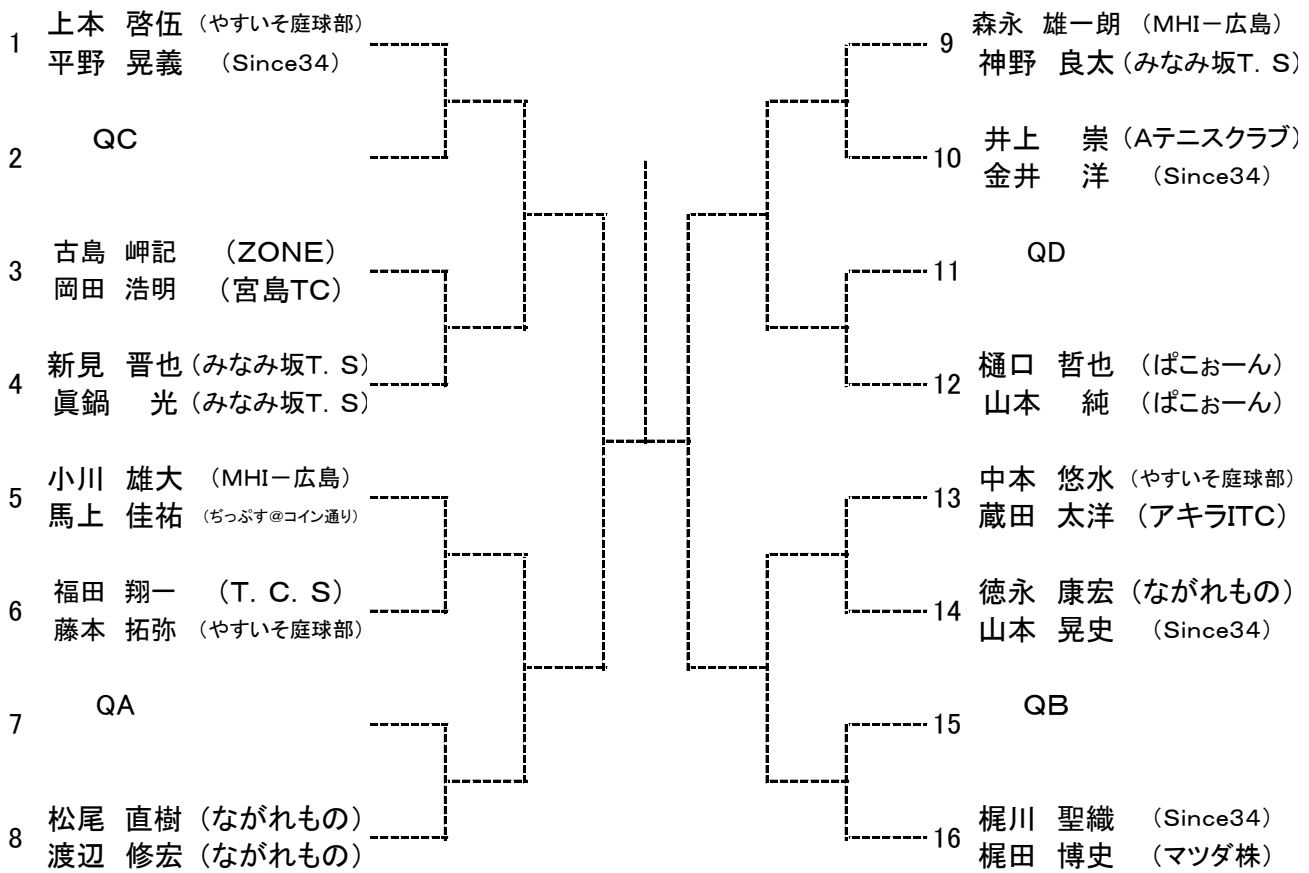 1
上本 啓伍 (やすいそ庭球部)
平野 晃義 (Since34)
2
QC
3
古島 岬記 (ZONE)
岡田 浩明 (宮島TC)
4
新見 晋也 (みなみ坂T. S)
眞鍋 光 (みなみ坂T. S)
5
小川 雄大 (MHI-広島)
馬上 佳祐 (ぢっぷす@コイン通り)
6
福田 翔一 (T. C. S)
藤本 拓弥 (やすいそ庭球部)
7
QA
8
松尾 直樹 (ながれもの)
渡辺 修宏 (ながれもの)
9
森永 雄一朗 (MHI-広島)
神野 良太 (みなみ坂T. S)
10
井上 崇 (Aテニスクラブ)
金井 洋 (Since34)
11
QD
12
樋口 哲也 (ぱこぉーん)
山本 純 (ぱこぉーん)
13
中本 悠水 (やすいそ庭球部)
蔵田 太洋 (アキラITC)
14
徳永 康宏 (ながれもの)
山本 晃史 (Since34)
15
QB
16
梶川 聖織 (Since34)
梶田 博史 (マツダ株)